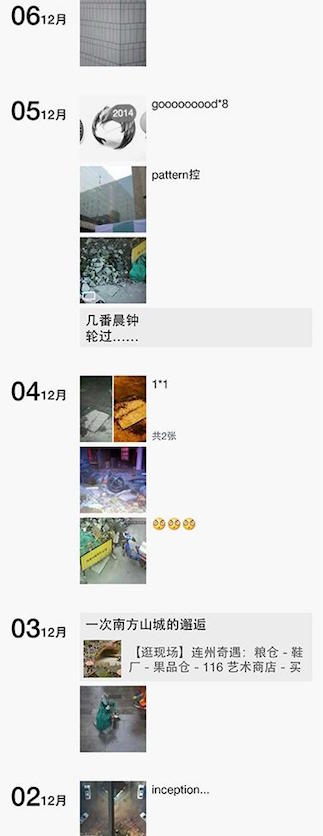 06 12月
05 12月
2014
gooooooood*8
pattern控
几番晨钟
轮过……
04 12月
1*1
共2张
03 12月
一次南方山城的邂逅
【逛现场】连州奇遇：粮仓 - 鞋
厂 - 果品仓 - 116 艺术商店 - 买
02 12月
inception...